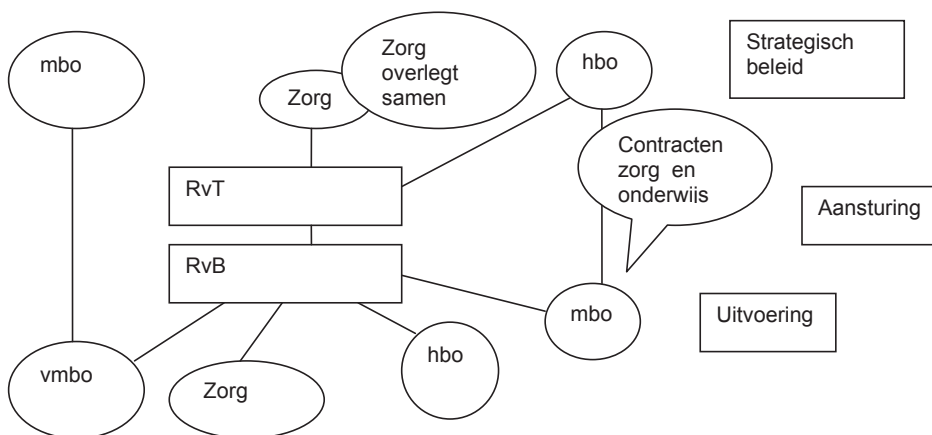 mbo
Zorg
Zorg
overlegt
samen
hbo
Strategisch
beleid
Contracten
zorg en
onderwijs
RvT
Aansturing
RvB
mbo
Uitvoering
vmbo
Zorg
hbo